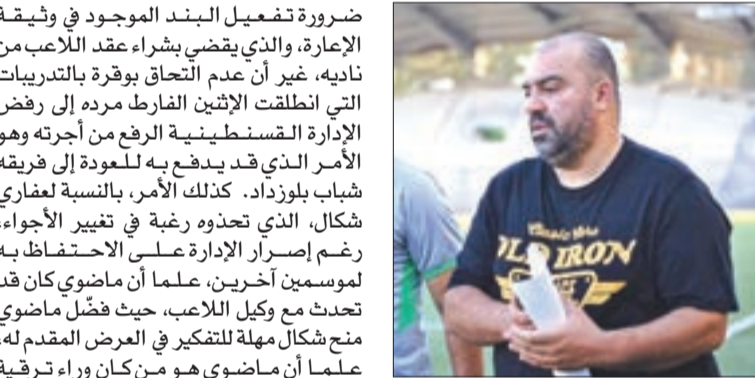 ضرورة تفعيل البند الموجود في وثيقة
الإعارة، والذي يقضي بشراء عقد اللاعب من
ناديه، غير أن عدم التحاق بوقرة بالتدريبات
التي انطلقت الإثنين الفارط مرده إلى رفض
الإدارة القسنطينية الرفع من أجرته وهو
الأمر الذي قد يدفع به للعودة إلى فريقه
شباب بلوزداد. كذلك الأمر، بالنسبة لعفاري
شكال، الذي تحذوه رغبة في تغيير الأجواء،
رغم إصرار الإدارة على الاحتفاظ به
لموسمين آخرين، علما أن ماضوي كان قد
تحدث مع وكيل اللاعب، حيث فضّل ماضوي
منح شكال مهلة للتفكير في العرض المقدم له،
علما أن ماضوي هو من كان وراء ترقية
OLD IRON